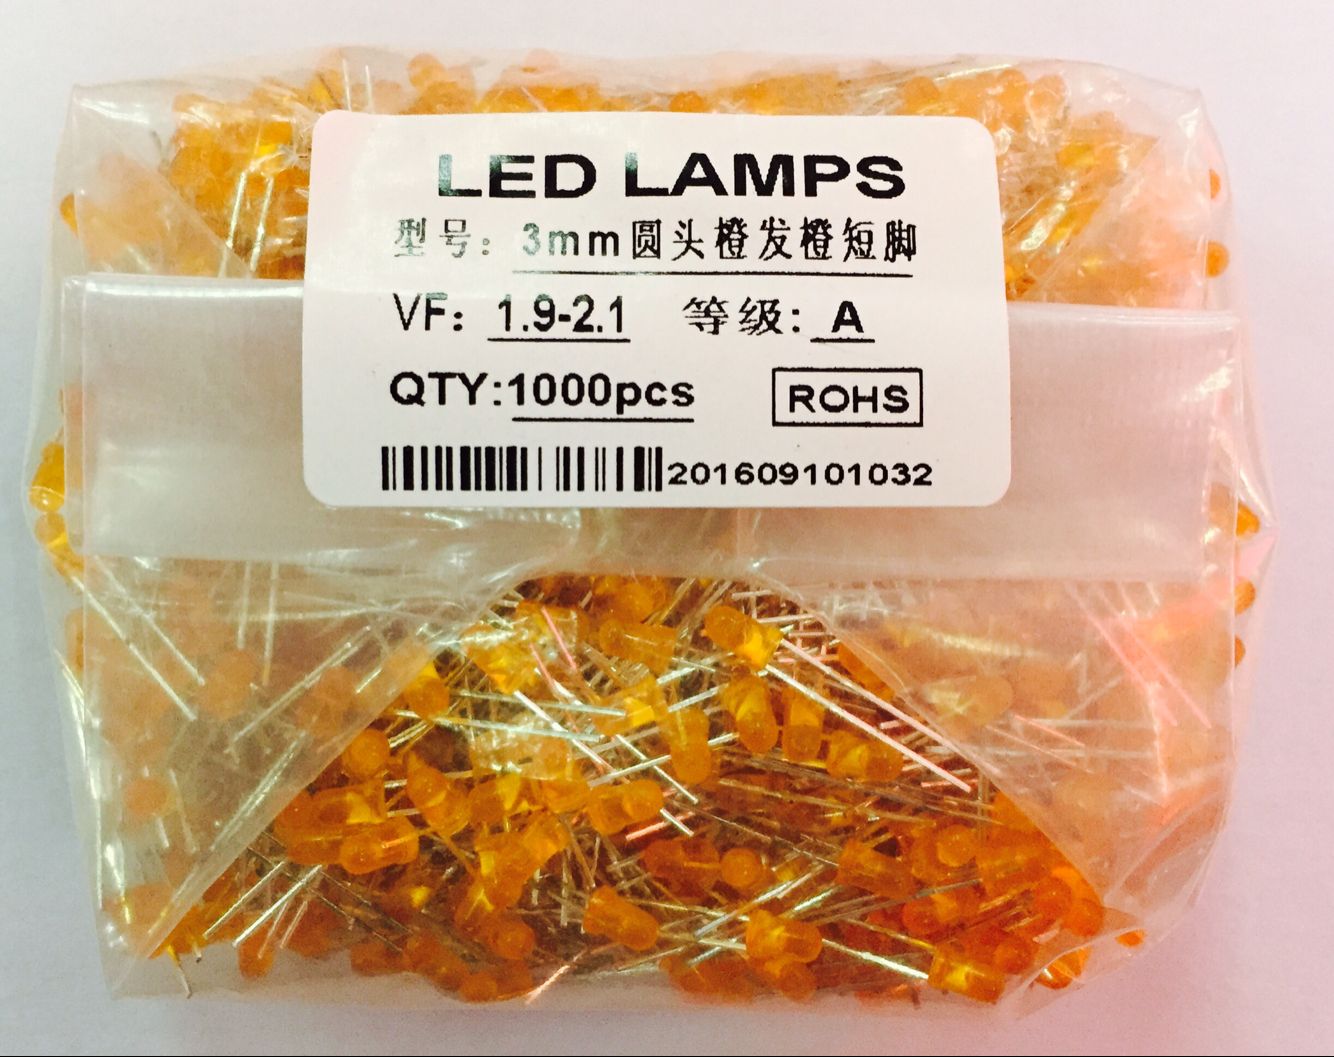 LED LAMPS
型号：3mm圆头橙发橙短脚
VF：1.9-2.1 等级：A
QTY:1000pcs ROHS
201609101032